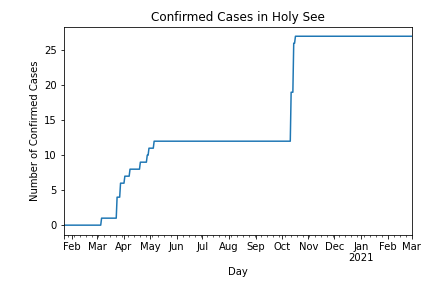 Confirmed Cases in Holy See
Number of Confirmed Cases
25
20
15
10
5
0
Feb Mar Apr May Jun Jul Aug Sep Oct Nov Dec Jan Feb Mar
2021
Day